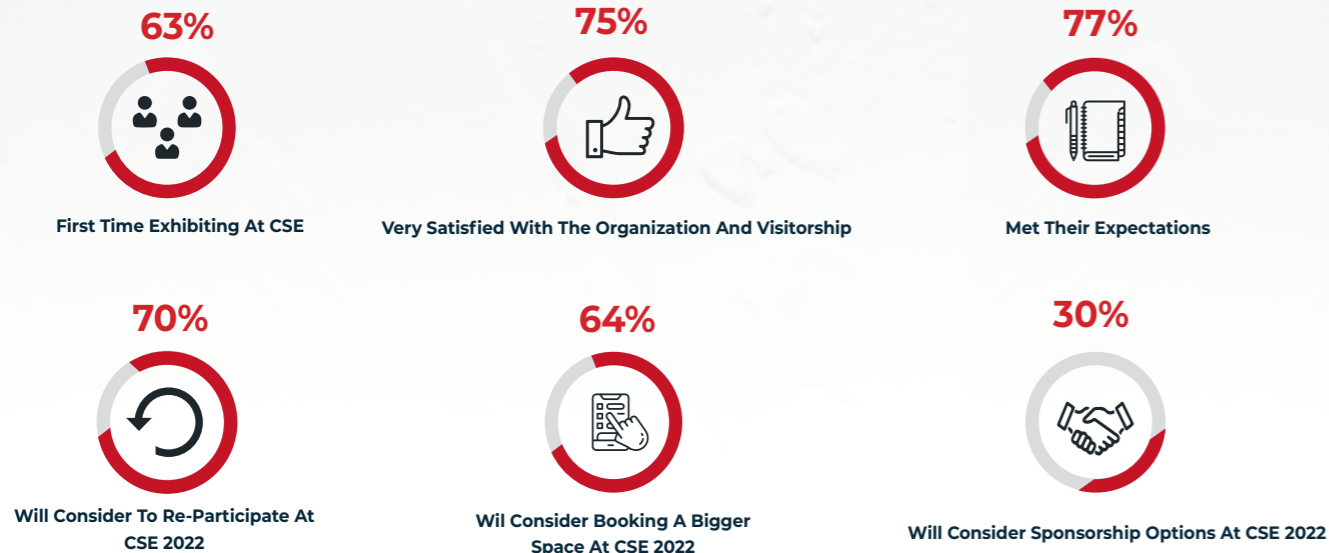 63%
75%
77%
First Time Exhibiting At CSE
Very Satisfied With The Organization And Visitorship
Met Their Expectations
70%
64%
30%
Will Consider To Re-Participate At
CSE 2022
Wil Consider Booking A Bigger
Space At CSE 2022
Will Consider Sponsorship Options At CSE 2022